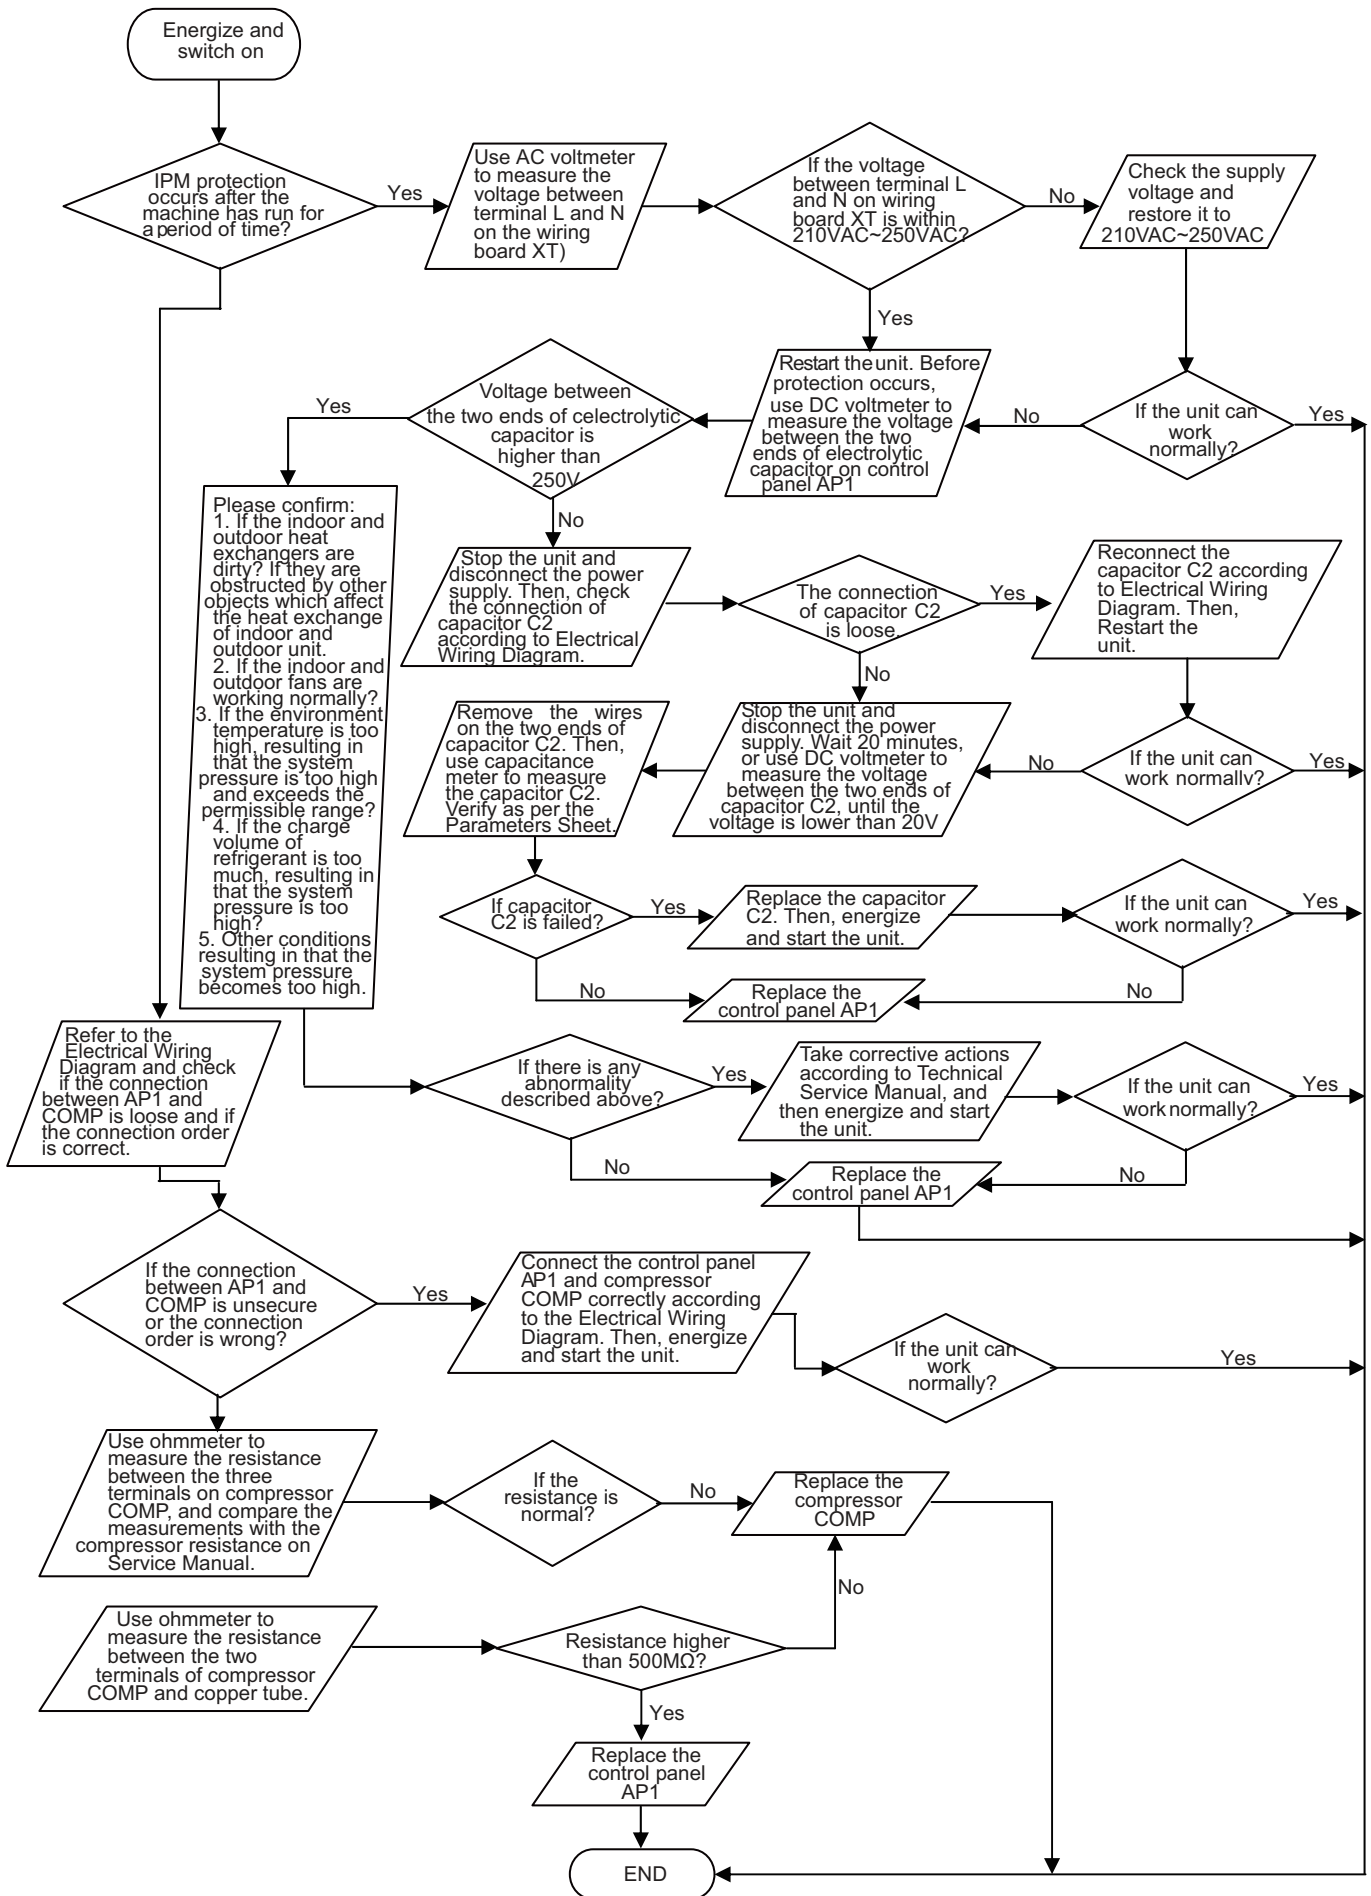 Energize and
switch on
IPM protection
occurs after the
machine has run for
a period of time?
Yes
Use AC voltmeter
to measure the
voltage between
terminal L and N
on the wiring
board XT)
If the voltage
between terminal L
and N on wiring
board XT is within
210VAC~250VAC?
No
Check the supply
voltage and
restore it to
210VAC~250VAC
Yes
Voltage between
the two ends of celectrolytic
capacitor is
higher than
250V
Yes
Restart the unit. Before
protection occurs,
use DC voltmeter to
measure the voltage
between the two
ends of electrolytic
capacitor on control
panel AP1
No
If the unit can
work
normally?
Yes
Please confirm:
1. If the indoor and
outdoor heat
exchangers are
dirty? If they are
obstructed by other
objects which affect
the heat exchange
of indoor and
outdoor unit.
2. If the indoor and
outdoor fans are
working normally?
3. If the environment
temperature is too
high, resulting in
that the system
pressure is too high
and exceeds the
permissible range?
4. If the charge
volume of
refrigerant is too
much, resulting in
that the system
pressure is too
high?
5. Other conditions
resulting in that the
system pressure
becomes too high.
No
Stop the unit and
disconnect the power
supply. Then, check
the connection of
capacitor C2
according to Electrical
Wiring Diagram.
The connection
of capacitor C2
is loose.
Yes
Reconnect the
capacitor C2 according
to Electrical Wiring
Diagram. Then,
Restart the
unit.
No
Remove the wires
on the two ends of
capacitor C2. Then,
use capacitance
meter to measure
the capacitor C2.
Verify as per the
Parameters Sheet.
Stop the unit and
disconnect the power
supply. Wait 20 minutes,
or use DC voltmeter to
measure the voltage
between the two ends of
capacitor C2, until the
voltage is lower than 20V
No
If the unit can
work normally?
Yes
If capacitor
C2 is failed?
Yes
Replace the capacitor
C2. Then, energize
and start the unit.
If the unit can
work normally?
Yes
No
Replace the
control panel AP1
No
Refer to the
Electrical Wiring
Diagram and check
if the connection
between AP1 and
COMP is loose and if
the connection order
is correct.
If there is any
abnormality
described above?
Yes
Take corrective actions
according to Technical
Service Manual, and
then energize and start
the unit.
If the unit can
work normally?
Yes
No
Replace the
control panel AP1
No
If the connection
between AP1 and
COMP is unsecure
or the connection
order is wrong?
Yes
Connect the control panel
AP1 and compressor
COMP correctly according
to the Electrical Wiring
Diagram. Then, energize
and start the unit.
If the unit can
work
normally?
Yes
Use ohmmeter to
measure the resistance
between the three
terminals on compressor
COMP, and compare the
measurements with the
compressor resistance on
Service Manual.
If the
resistance is
normal?
No
Replace the
compressor
COMP
No
Use ohmmeter to
measure the resistance
between the two
terminals of compressor
COMP and copper tube.
Resistance higher
than 500MΩ?
Yes
Replace the
control panel
AP1
END